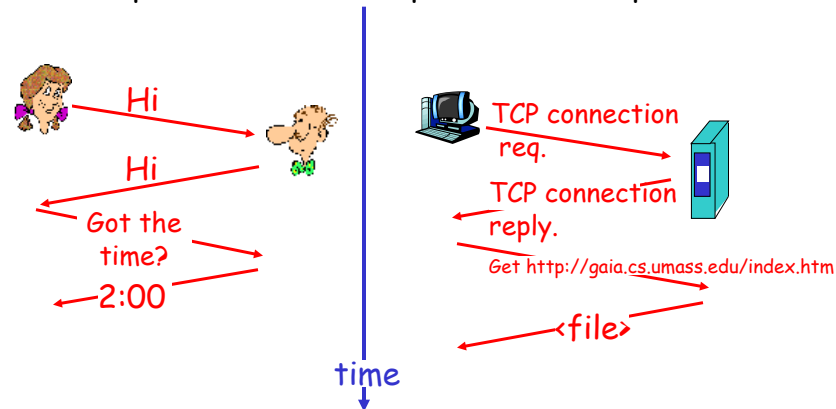 Hi
Hi
Got the
time?
2:00
TCP connection
req.
TCP connection
reply.
Get http://gaia.cs.umass.edu/index.htm
<file>
time